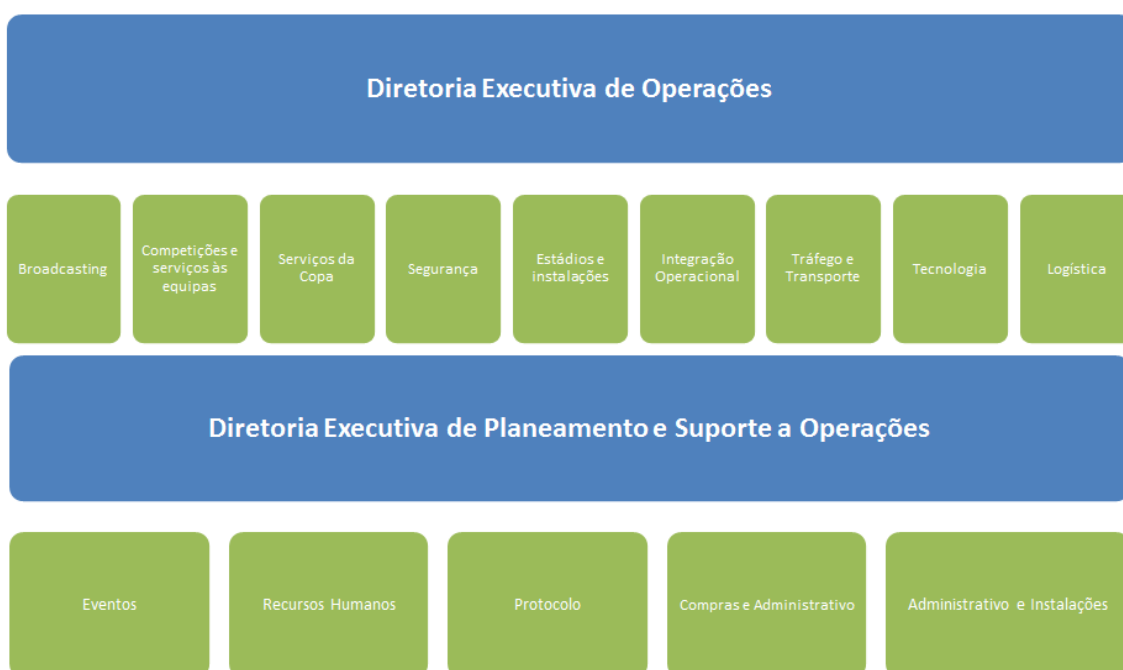 Diretoria Executiva de Operações
Broadcasting
Competições e
serviços às
equipas
Serviços da
Copa
Segurança
Estádios e
instalações
Integração
Operacional
Tráfego e
Transporte
Tecnologia
Logística
Diretoria Executiva de Planeamento e Suporte a Operações
Eventos
Recursos Humanos
Protocolo
Compras e Administrativo
Administrativo e Instalações